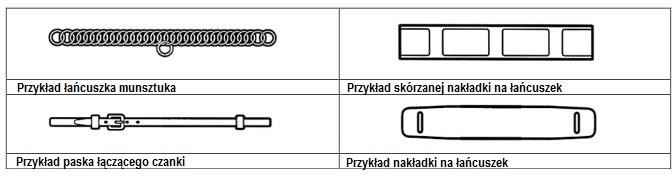 Przykład łańcuszka munsztuka
Przykład skórzanej nakładki na łańcuszek
Przykład paska łączącego czanki
Przykład nakładki na łańcuszek